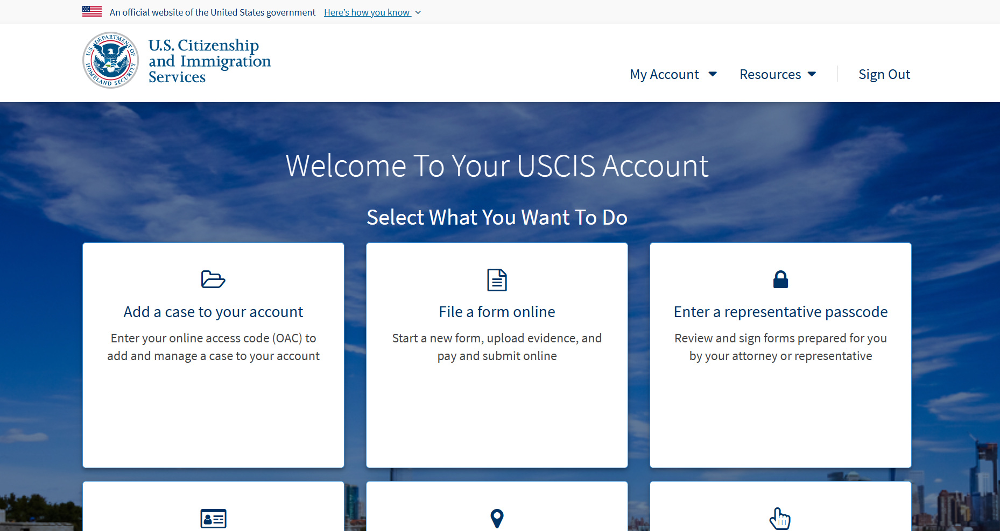 An official website of the United States government Here’s how you know
U.S. DEPARTMENT OF
HOMELAND SECURITY
U.S. Citizenship
and Immigration
Services
My Account Resources Sign Out
Welcome To Your USCIS Account
Select What You Want To Do
Add a case to your account
Enter your online access code (OAC) to
add and manage a case to your account
File a form online
Start a new form, upload evidence, and
pay and submit online
Enter a representative passcode
Review and sign forms prepared for you
by your attorney or representative